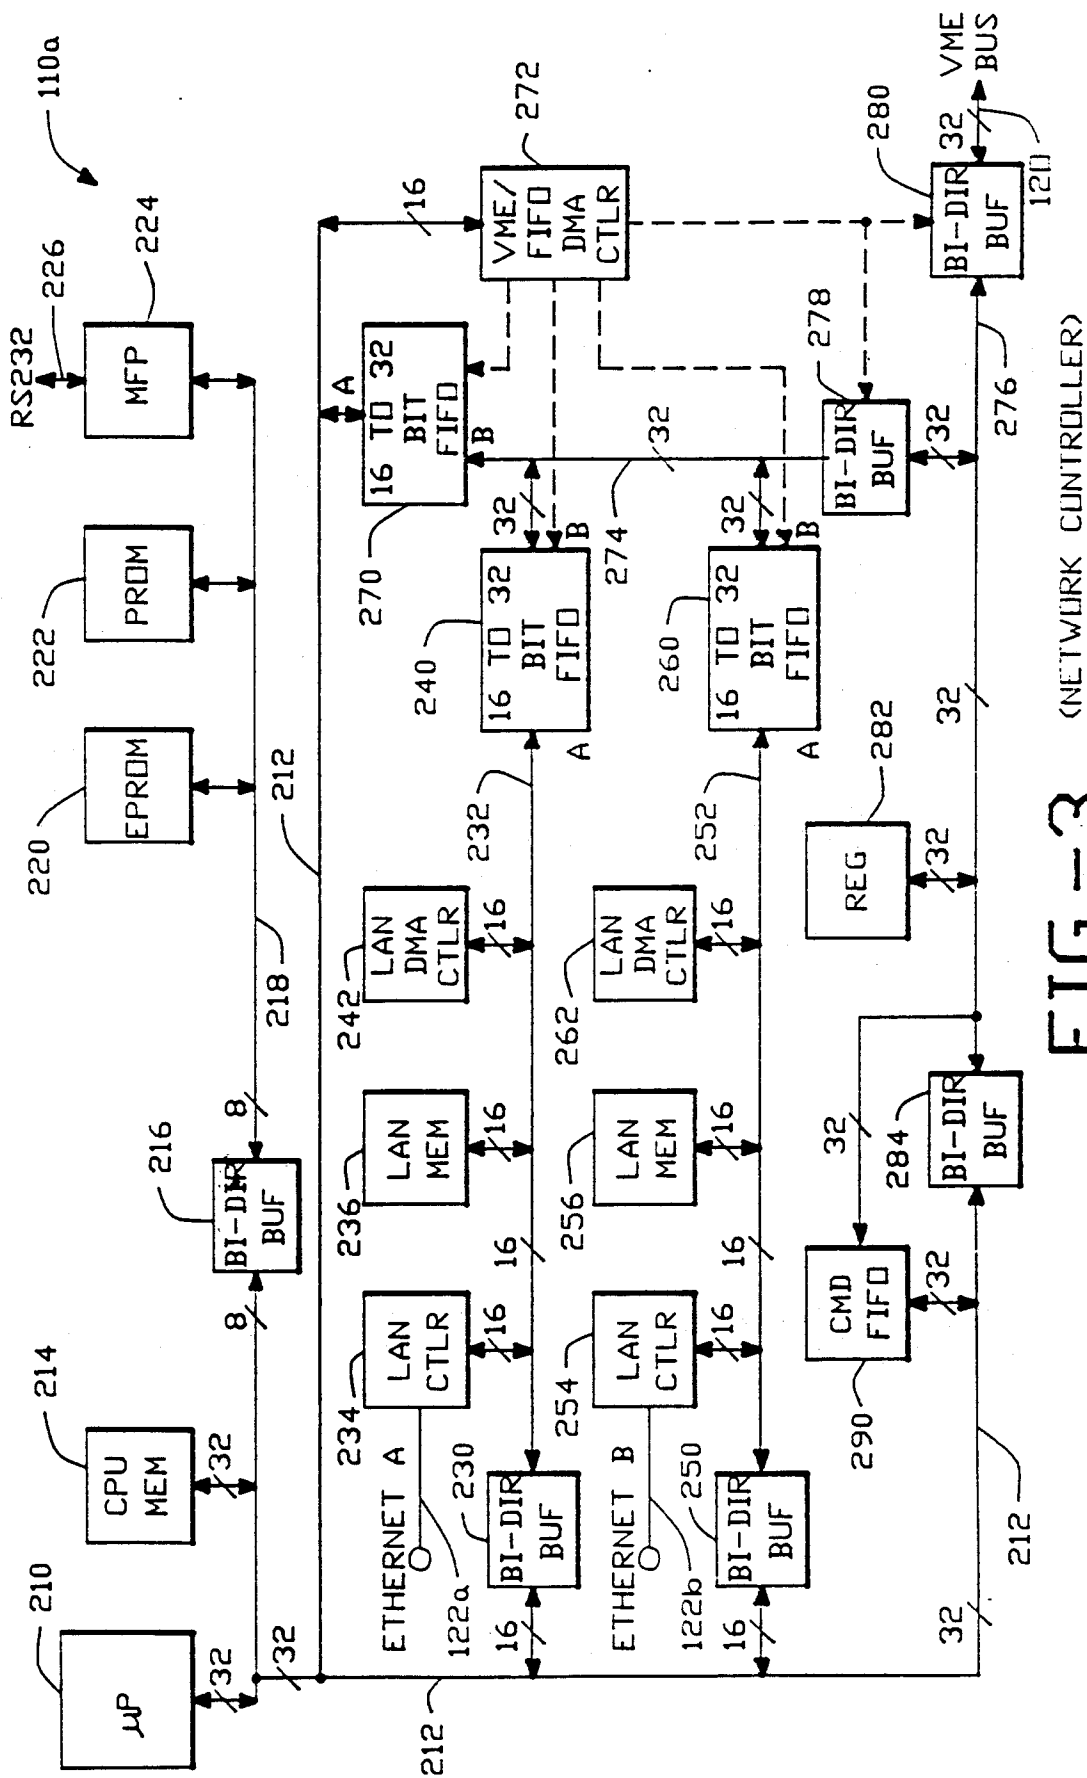 110a
RS232
226
224
MFP
222
PROM
220
EPROM
218
8
216
BI-DIR
BUF
8
214
CPU
MEM
32
210
µP
32
32
212
16
272
VME/
FIFO
DMA
CTLR
A
16 TO 32
BIT
FIFO
B
270
242
LAN
DMA
CTLR
16
236
LAN
MEM
16
234
LAN
CTLR
16
ETHERNET A
122a
230
BI-DIR
BUF
16
212
16
232
A
240
16 TO 32
BIT
FIFO
B
32
274
32
262
LAN
DMA
CTLR
16
256
LAN
MEM
16
254
LAN
CTLR
16
ETHERNET B
122b
250
BI-DIR
BUF
16
16
252
A
260
16 TO 32
BIT
FIFO
B
32
278
BI-DIR
BUF
32
280
BI-DIR
BUF
32
VME
BUS
120
276
32
282
REG
32
32
284
BI-DIR
BUF
CMD
FIFO
32
290
212
32
FIG.-3
(NETWORK CONTROLLER)